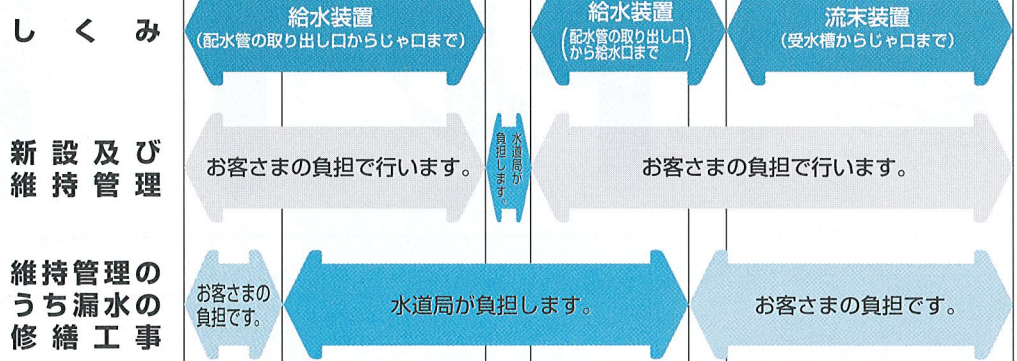 しくみ
給水装置
(配水管の取り出し口からじゃ口まで)
給水装置
(配水管の取り出し口
から給水口まで)
流末装置
(受水槽からじゃ口まで)
新設及び
維持管理
お客さまの負担で行います。
水道局が
負担します。
お客さまの負担で行います。
維持管理の
うち漏水の
修繕工事
お客さまの
負担です。
水道局が負担します。
お客さまの負担です。